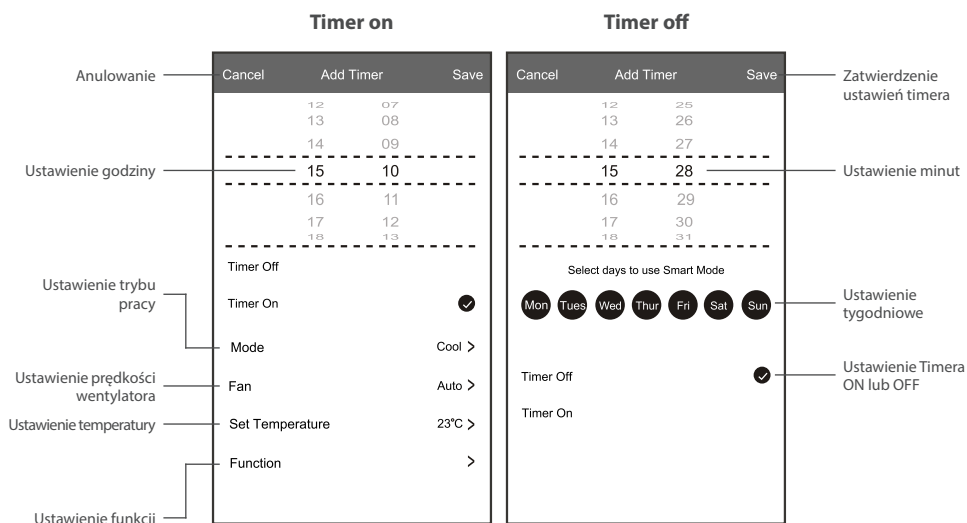 Timer on
Timer off
Anulowanie
Ustawienie godziny
Ustawienie trybu
pracy
Ustawienie prędkości
wentylatora
Ustawienie temperatury
Ustawienie funkcji
Cancel Add Timer Save
12 07
13 08
14 09
15 10
16 11
17 12
18 13
Timer Off
Timer On
Mode Cool >
Fan Auto >
Set Temperature 23°C >
Function >
Cancel Add Timer Save
12 25
13 26
14 27
15 28
16 29
17 30
18 31
Select days to use Smart Mode
Mon Tues Wed Thur Fri Sat Sun
Timer Off
Timer On
Zatwierdzenie
ustawień timera
Ustawienie minut
Ustawienie
tygodniowe
Ustawienie Timera
ON lub OFF